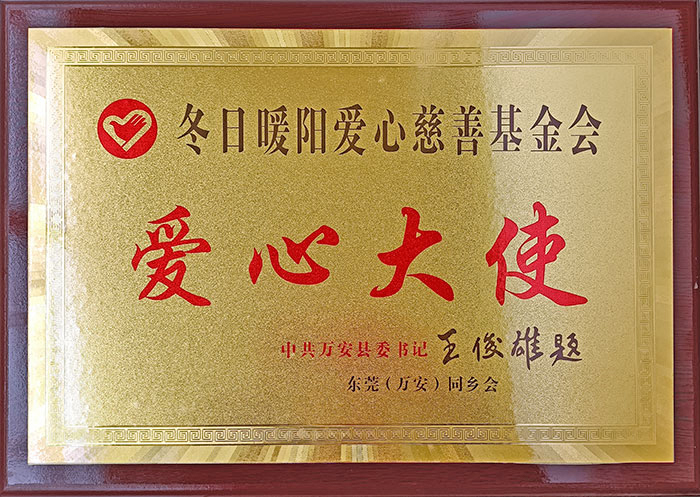 冬日暖阳爱心慈善基金会
爱心大使
中共万安县委书记 王俊雄题
东莞(万安)同乡会